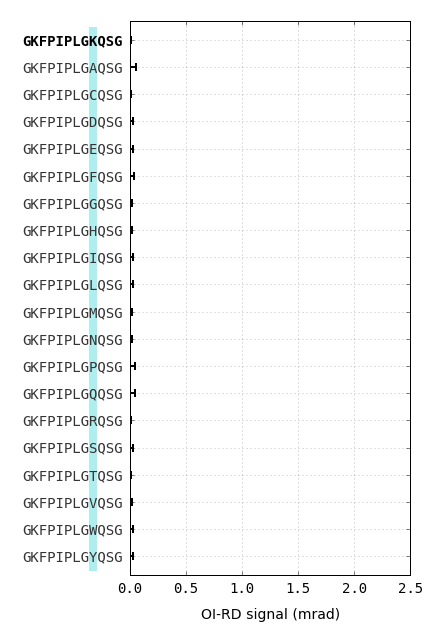 GKFPIPLGKQSG
GKFPIPLGAQSG
GKFPIPLGCQSG
GKFPIPLGDQSG
GKFPIPLGEQSG
GKFPIPLGFQSG
GKFPIPLGGQSG
GKFPIPLGHQSG
GKFPIPLGIQSG
GKFPIPLGLQSG
GKFPIPLGMQSG
GKFPIPLGNQSG
GKFPIPLGPQSG
GKFPIPLGQQSG
GKFPIPLGRQSG
GKFPIPLGSQSG
GKFPIPLGTQSG
GKFPIPLGVQSG
GKFPIPLGWQSG
GKFPIPLGYQSG
0.0 0.5 1.0 1.5 2.0 2.5
OI-RD signal (mrad)